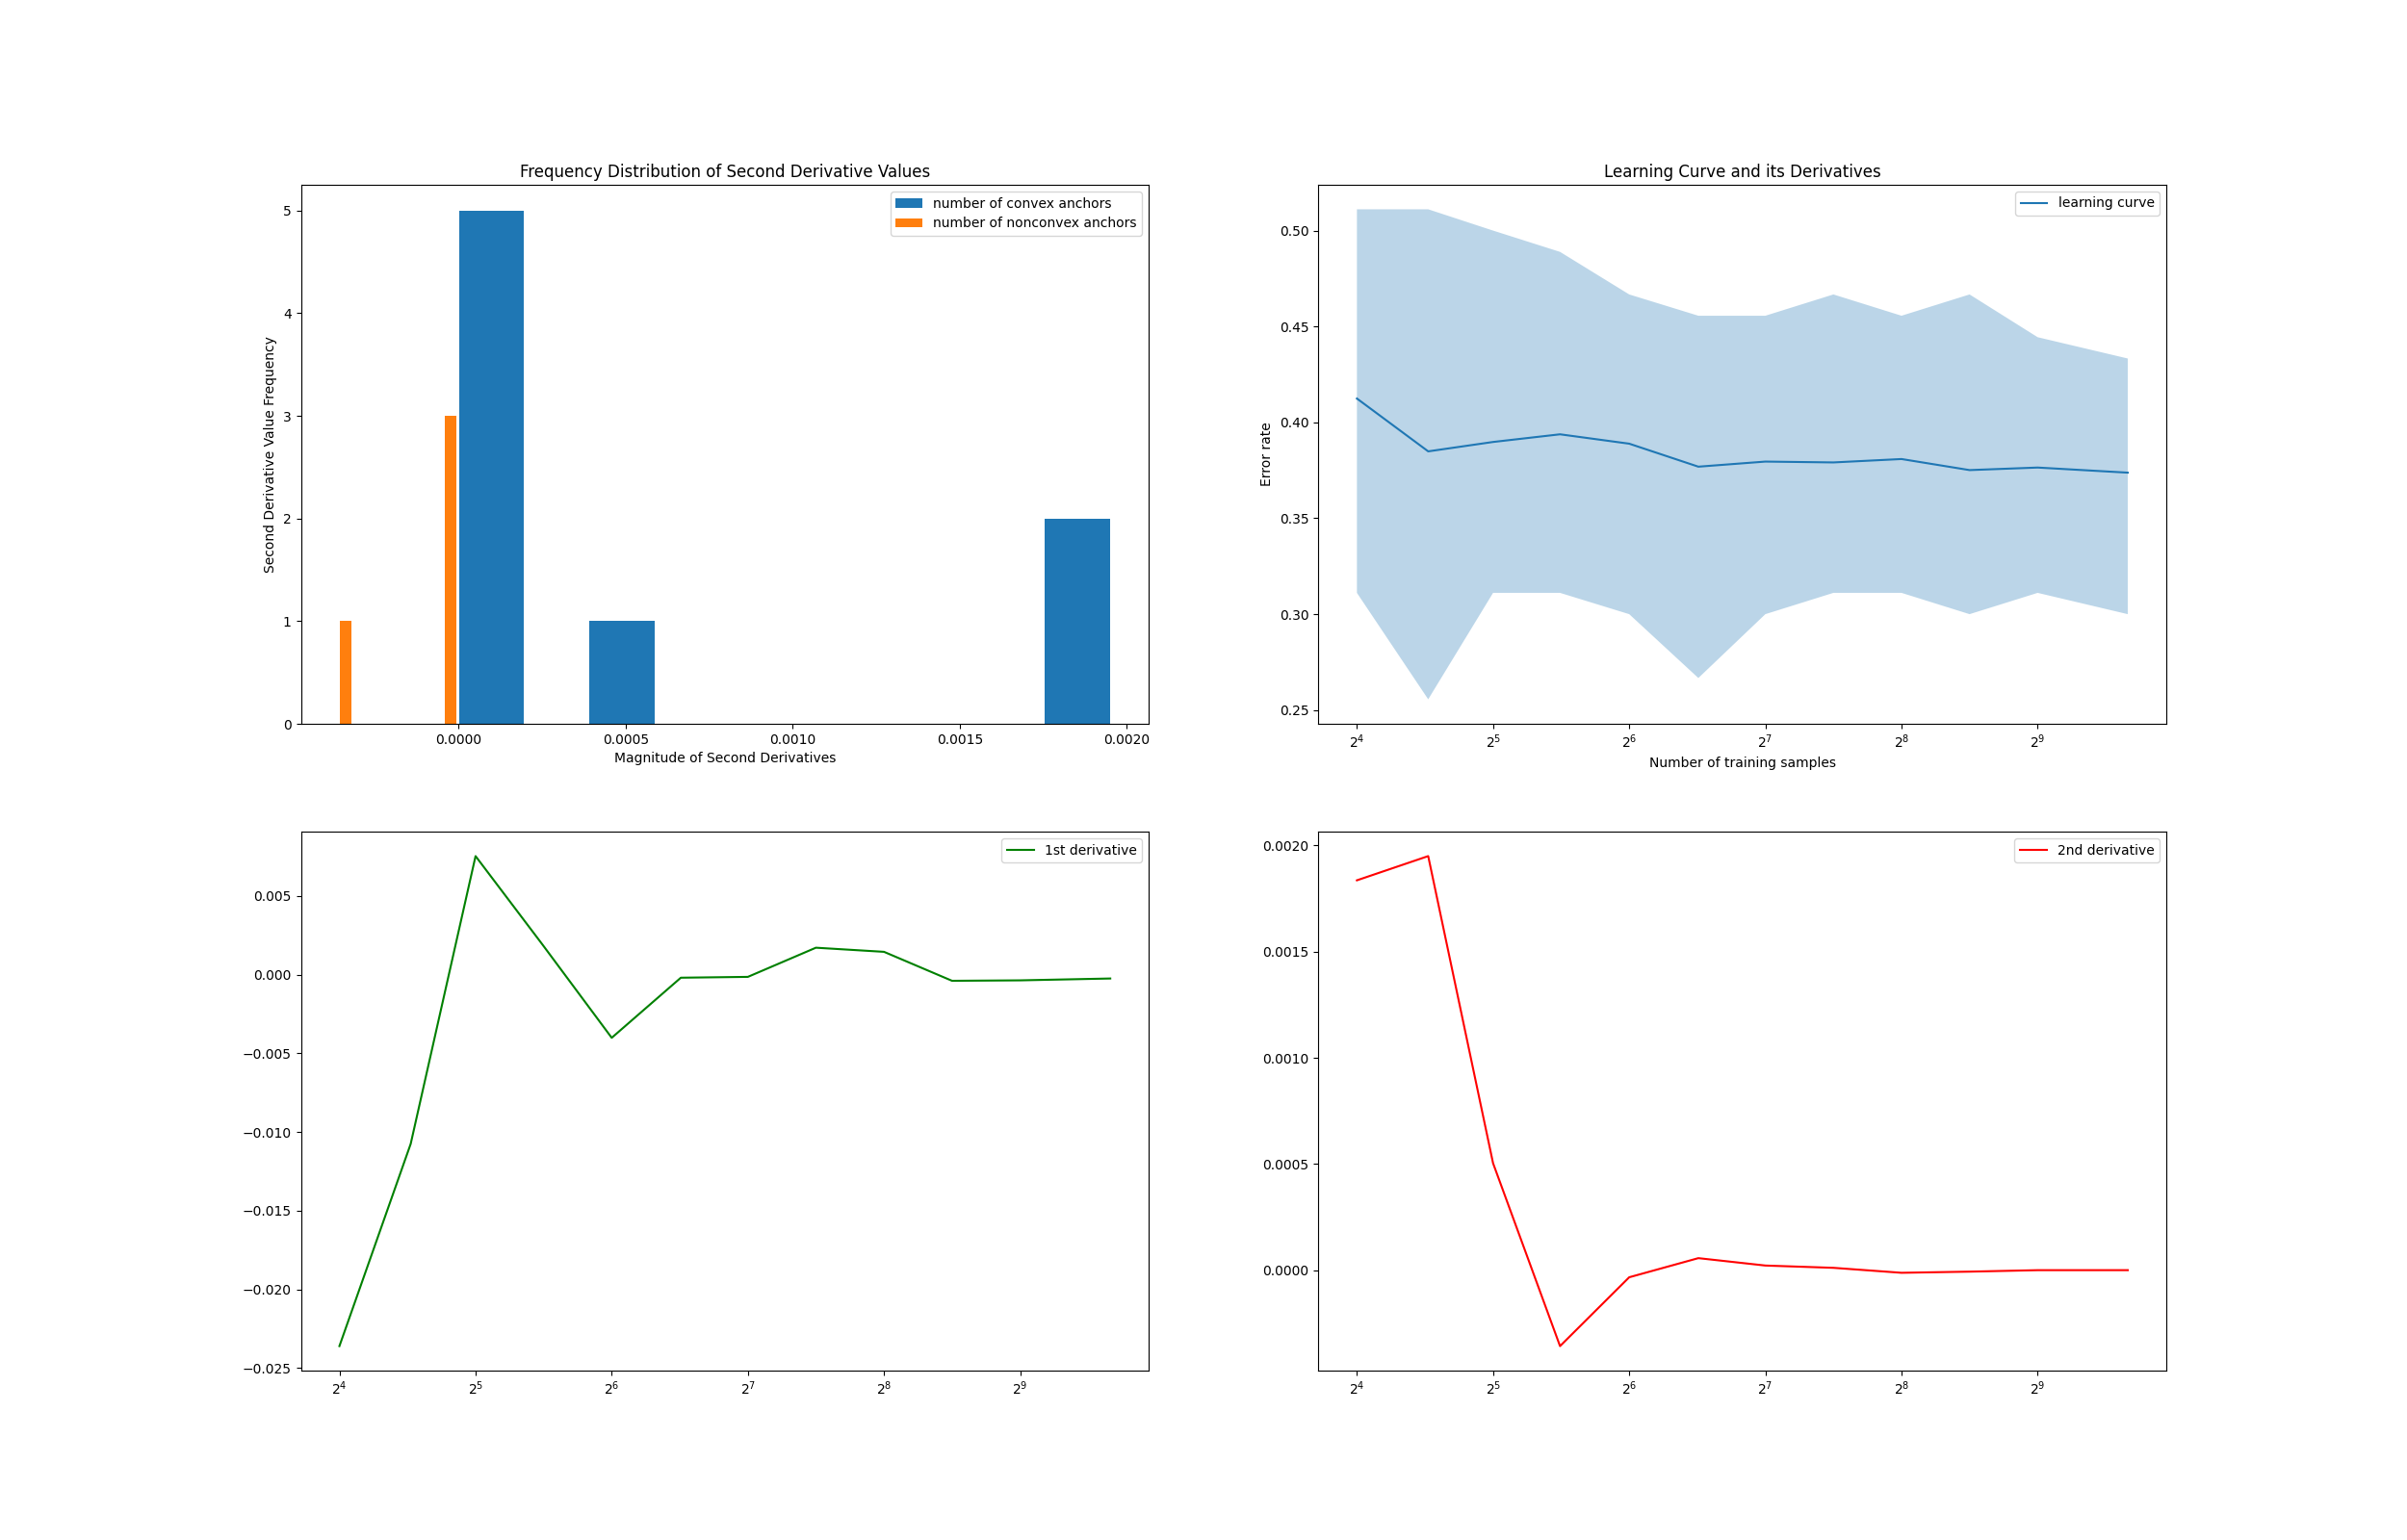 Frequency Distribution of Second Derivative Values
number of convex anchors
number of nonconvex anchors
5
4
3
2
1
0
Second Derivative Value Frequency
0.0000 0.0005 0.0010 0.0015 0.0020
Magnitude of Second Derivatives
Learning Curve and its Derivatives
learning curve
0.50
0.45
0.40
0.35
0.30
0.25
Error rate
2⁴ 2⁵ 2⁶ 2⁷ 2⁸ 2⁹
Number of training samples
1st derivative
0.005
0.000
−0.005
−0.010
−0.015
−0.020
−0.025
2⁴ 2⁵ 2⁶ 2⁷ 2⁸ 2⁹
2nd derivative
0.0020
0.0015
0.0010
0.0005
0.0000
2⁴ 2⁵ 2⁶ 2⁷ 2⁸ 2⁹